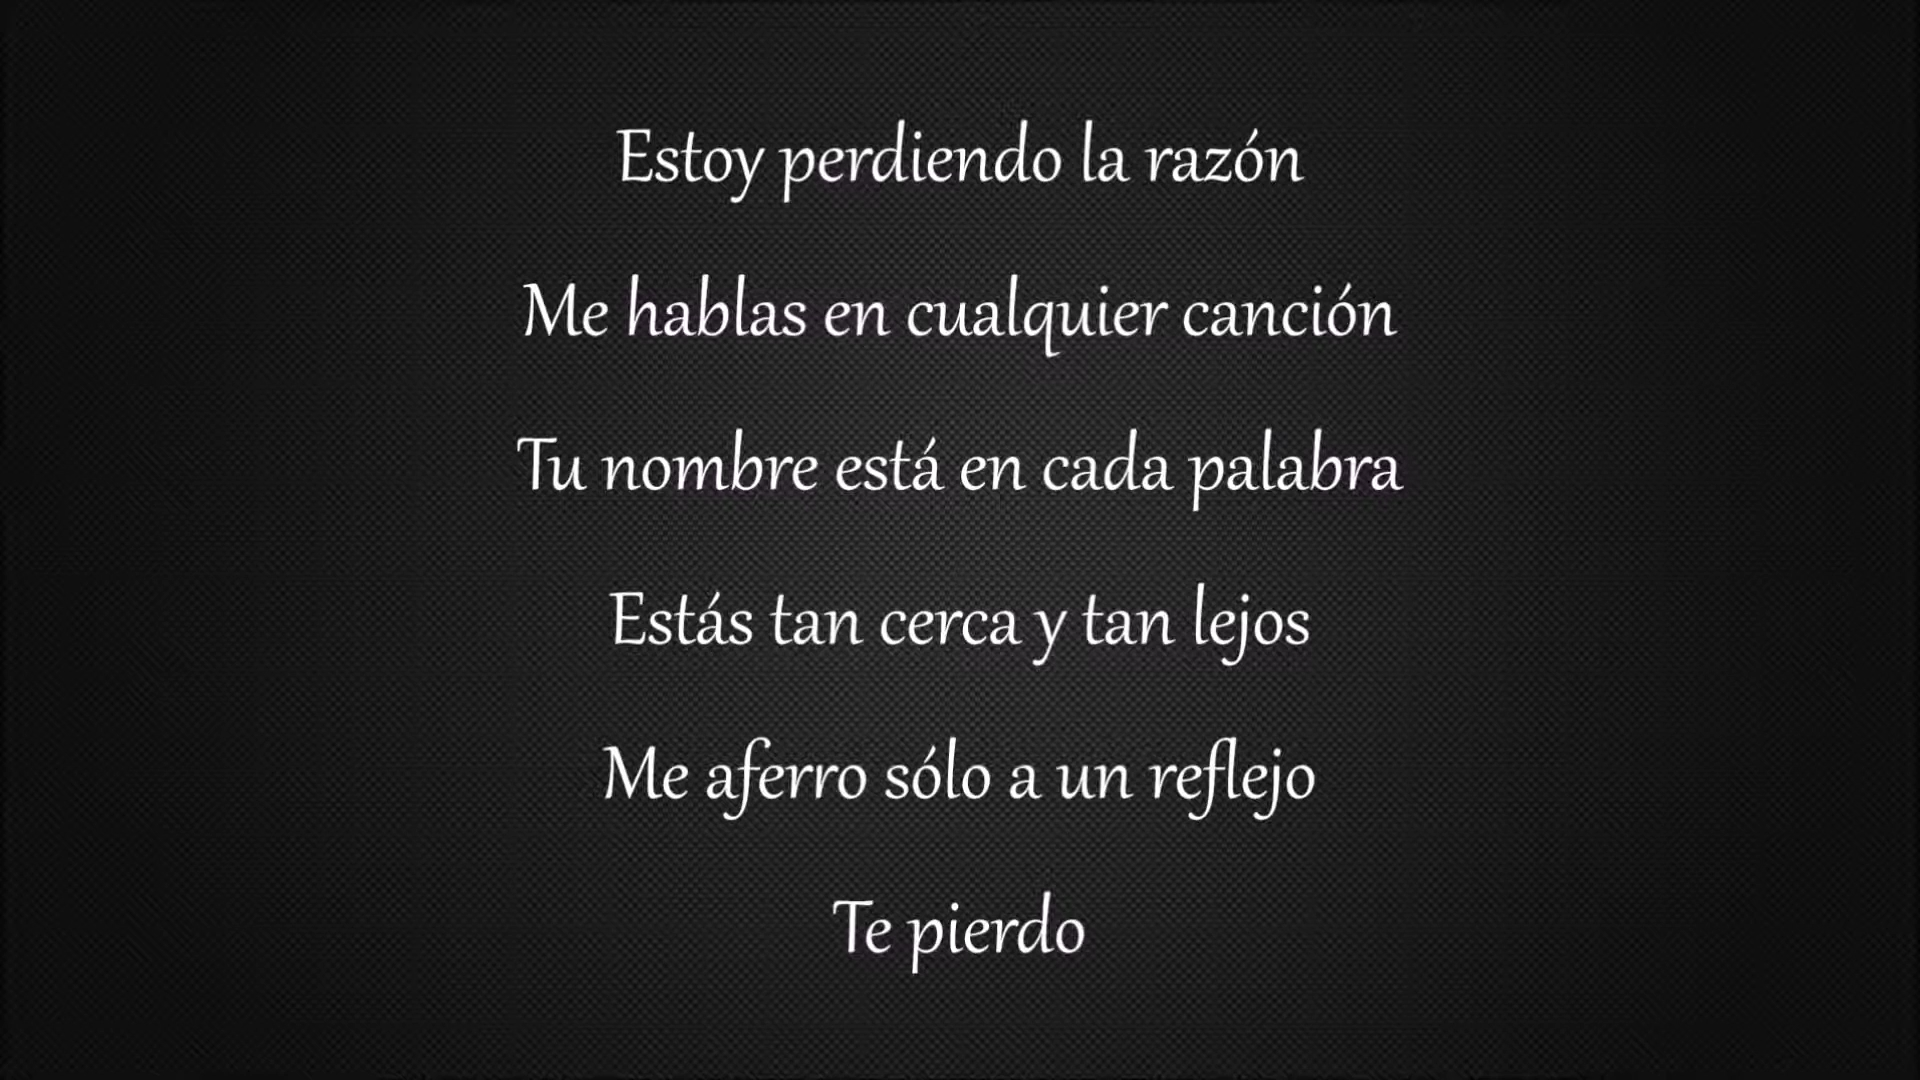 Estoy perdiendo la razón
Me hablas en cualquier canción
Tu nombre está en cada palabra
Estás tan cerca y tan lejos
Me aferro sólo a un reflejo
Te pierdo